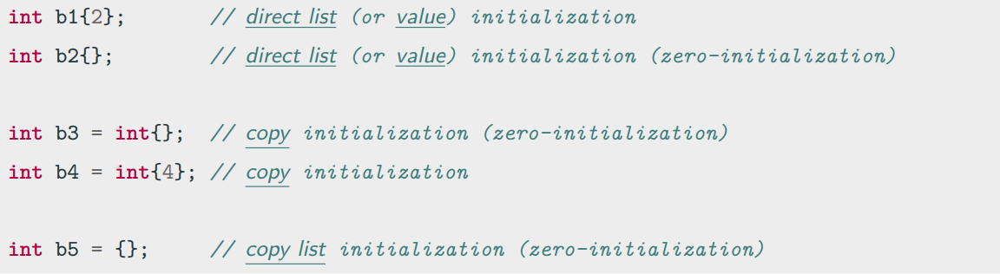 int b1{2}; // direct list (or value) initialization
int b2{}; // direct list (or value) initialization (zero-initialization)
int b3 = int{}; // copy initialization (zero-initialization)
int b4 = int{4}; // copy initialization
int b5 = {}; // copy list initialization (zero-initialization)